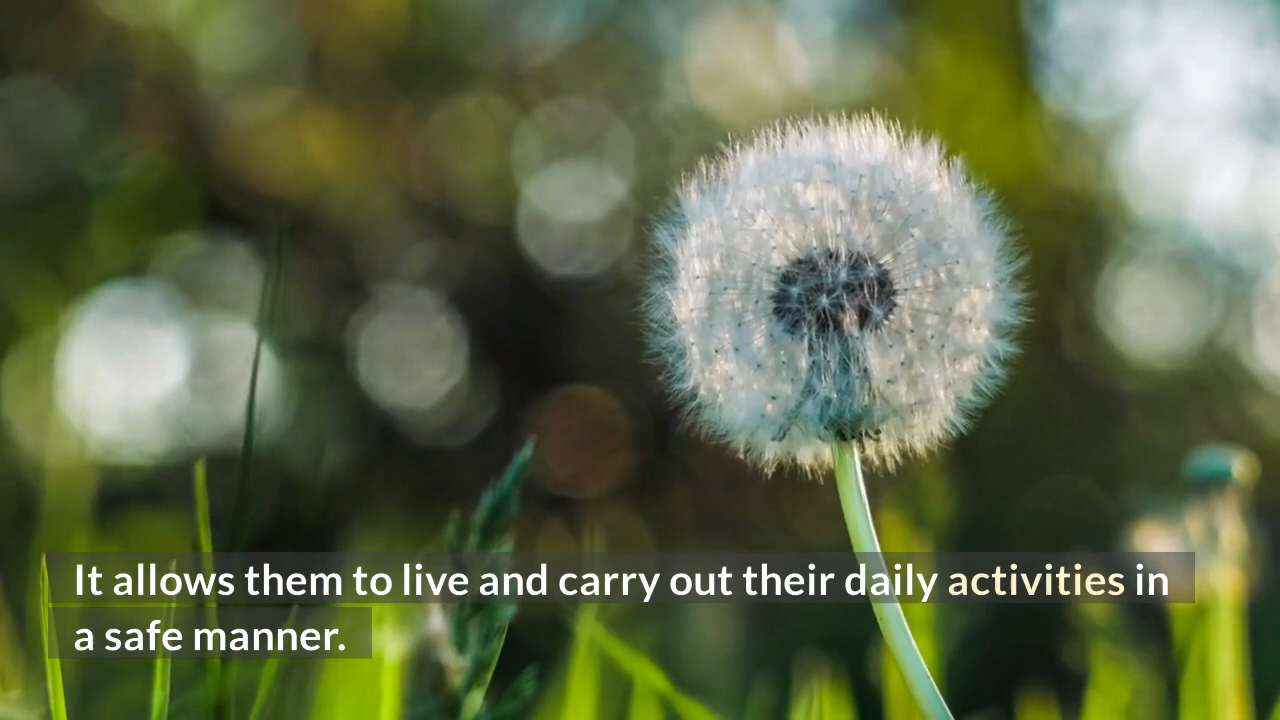 It allows them to live and carry out their daily activities in
a safe manner.